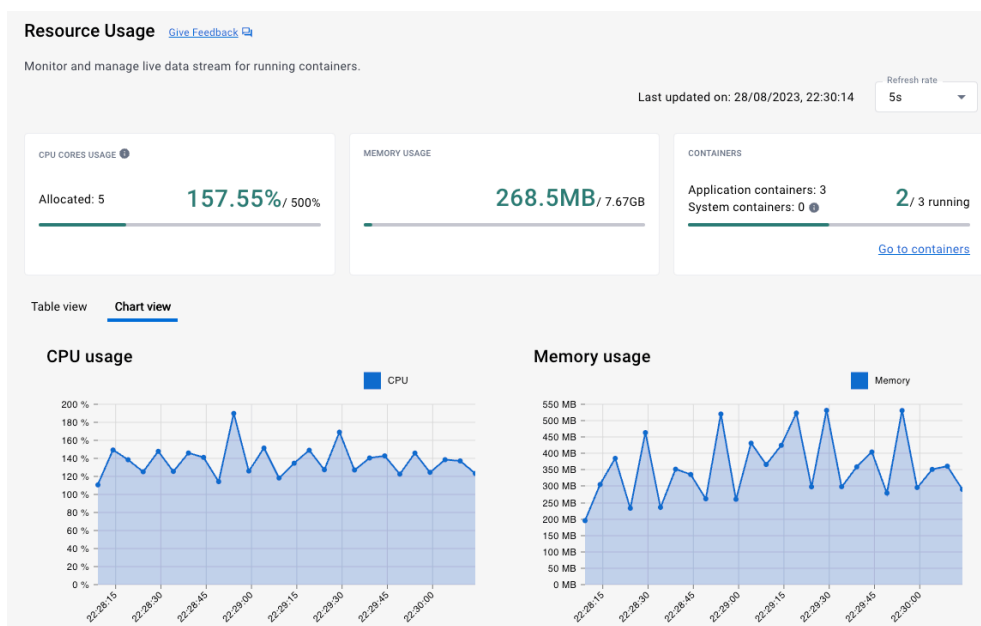 Resource Usage Give Feedback
Monitor and manage live data stream for running containers.
Refresh rate
Last updated on: 28/08/2023, 22:30:14 5s
CPU CORES USAGE
Allocated: 5 157.55% / 500%
MEMORY USAGE
268.5MB / 7.67GB
CONTAINERS
Application containers: 3
System containers: 0
2 / 3 running
Go to containers
Table view Chart view
CPU usage
CPU
200 %
180 %
160 %
140 %
120 %
100 %
80 %
60 %
40 %
20 %
0 %
22:28:15 22:28:30 22:28:45 22:29:00 22:29:15 22:29:30 22:29:45 22:30:00
Memory usage
Memory
550 MB
500 MB
450 MB
400 MB
350 MB
300 MB
250 MB
200 MB
150 MB
100 MB
50 MB
0 MB
22:28:15 22:28:30 22:28:45 22:29:00 22:29:15 22:29:30 22:29:45 22:30:00